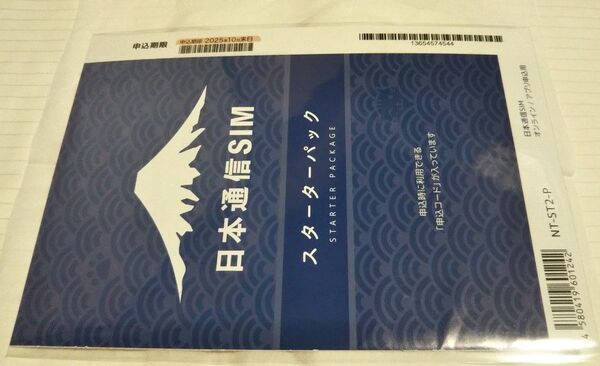 申込期限
申込期限 2025年10月末日
13654574544
日本通信SIM
スターターパック
STARTER PACKAGE
申込時に利用できる
「申込コード」が入っています
日本通信SIM
オンライン / アプリ申込用
NT-ST2-P
4 580419 601242